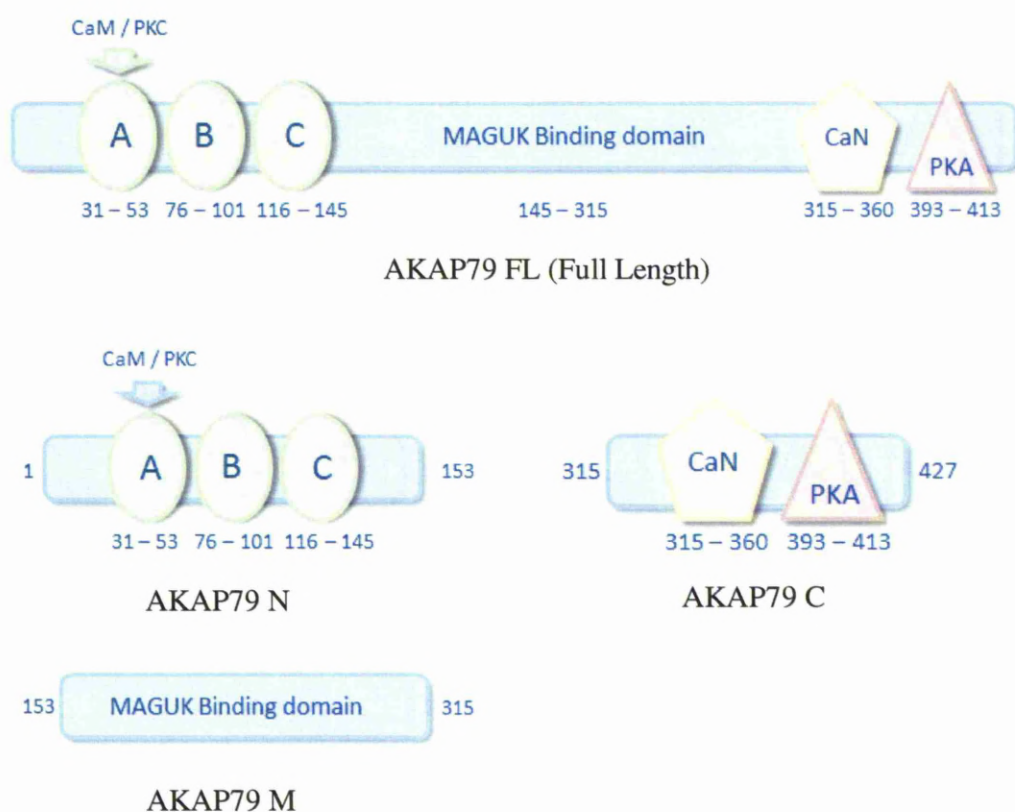 CaM / PKC
A B C MAGUK Binding domain CaN PKA
31 – 53 76 – 101 116 – 145 145 – 315 315 – 360 393 – 413
AKAP79 FL (Full Length)
CaM / PKC
1 A B C 153
31 – 53 76 – 101 116 – 145
AKAP79 N
315 CaN PKA 427
315 – 360 393 – 413
AKAP79 C
153 MAGUK Binding domain 315
AKAP79 M